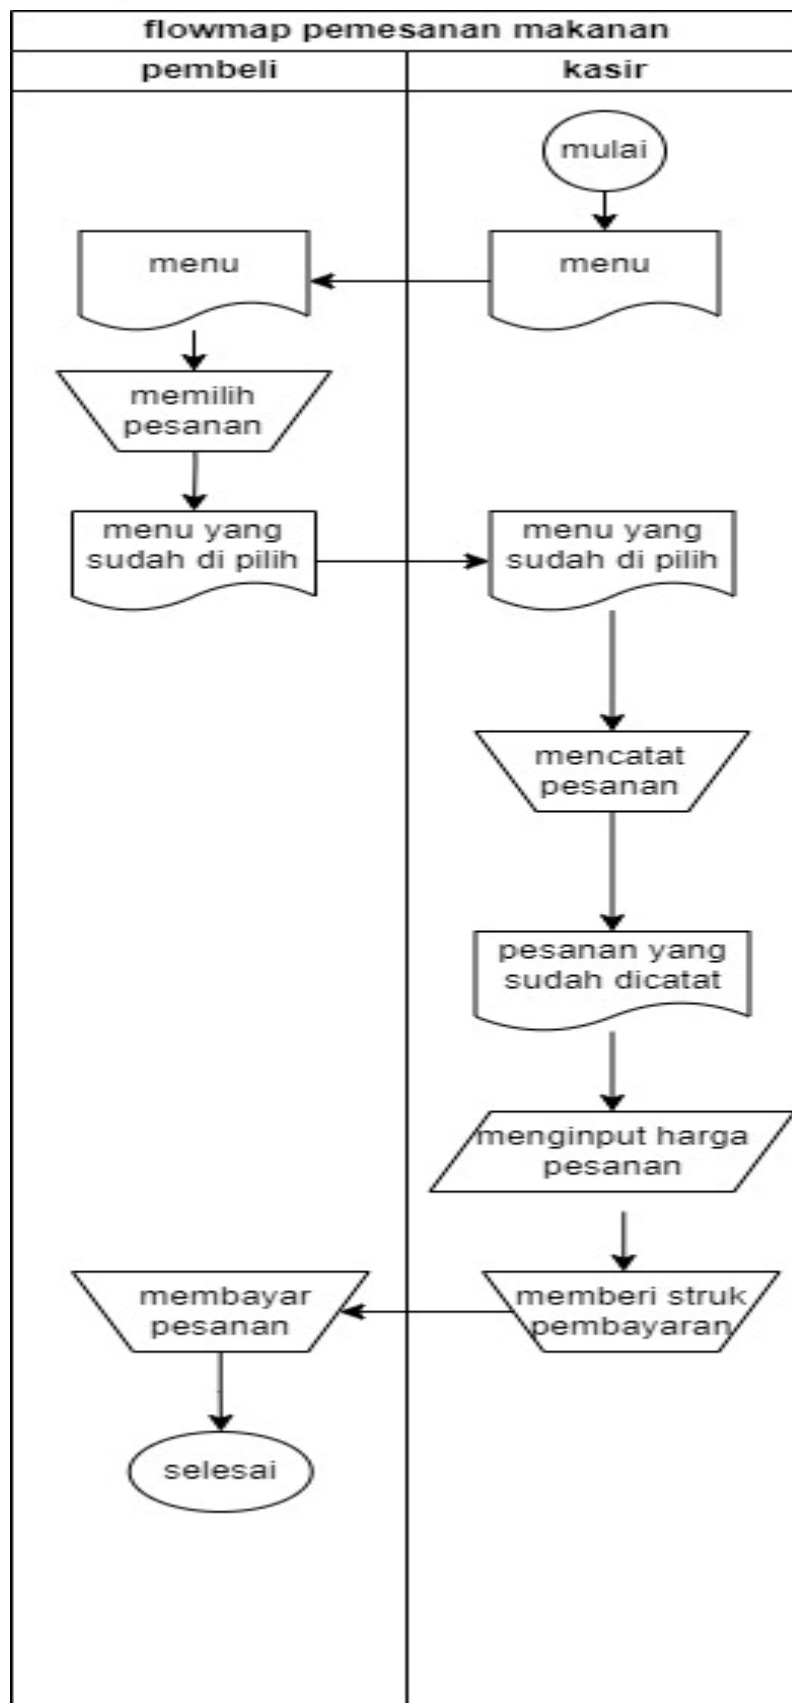 flowmap pemesanan makanan
pembeli
kasir
mulai
menu
menu
memilih
pesanan
menu yang
sudah di pilih
menu yang
sudah di pilih
mencatat
pesanan
pesanan yang
sudah dicatat
menginput harga
pesanan
memberi struk
pembayaran
membayar
pesanan
selesai